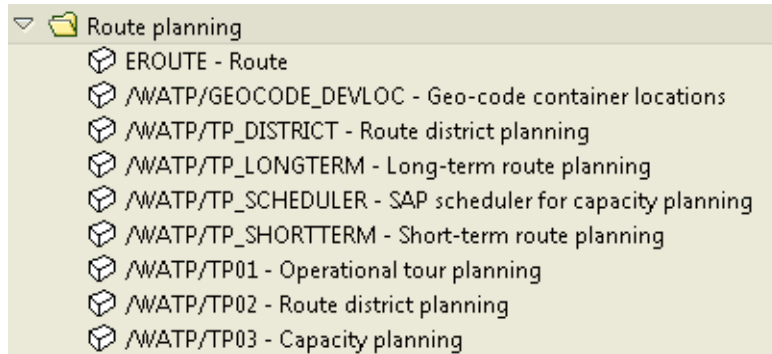 Route planning
EROUTE - Route
/WATP/GEOCODE_DEVLOC - Geo-code container locations
/WATP/TP_DISTRICT - Route district planning
/WATP/TP_LONGTERM - Long-term route planning
/WATP/TP_SCHEDULER - SAP scheduler for capacity planning
/WATP/TP_SHORTTERM - Short-term route planning
/WATP/TP01 - Operational tour planning
/WATP/TP02 - Route district planning
/WATP/TP03 - Capacity planning